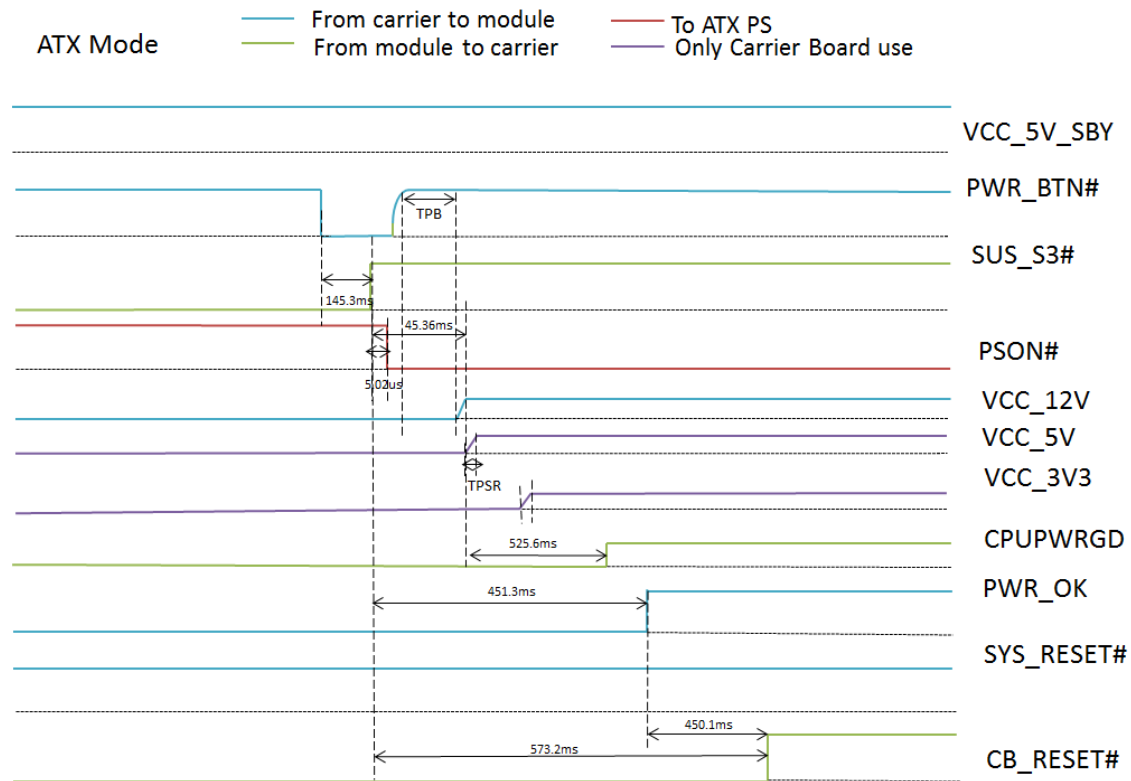 ATX Mode
From carrier to module
To ATX PS
From module to carrier
Only Carrier Board use
VCC_5V_SBY
PWR_BTN#
TPB
SUS_S3#
145.3ms
45.36ms
PSON#
5.02us
VCC_12V
VCC_5V
TPSR
VCC_3V3
525.6ms
CPUPWRGD
451.3ms
PWR_OK
SYS_RESET#
450.1ms
573.2ms
CB_RESET#